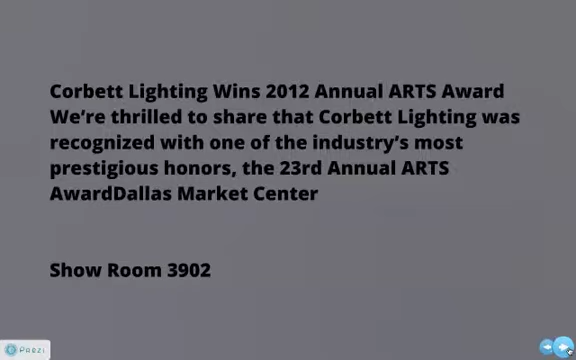 Corbett Lighting Wins 2012 Annual ARTS Award
We're thrilled to share that Corbett Lighting was
recognized with one of the industry's most
prestigious honors, the 23rd Annual ARTS
AwardDallas Market Center
Show Room 3902
Prezi